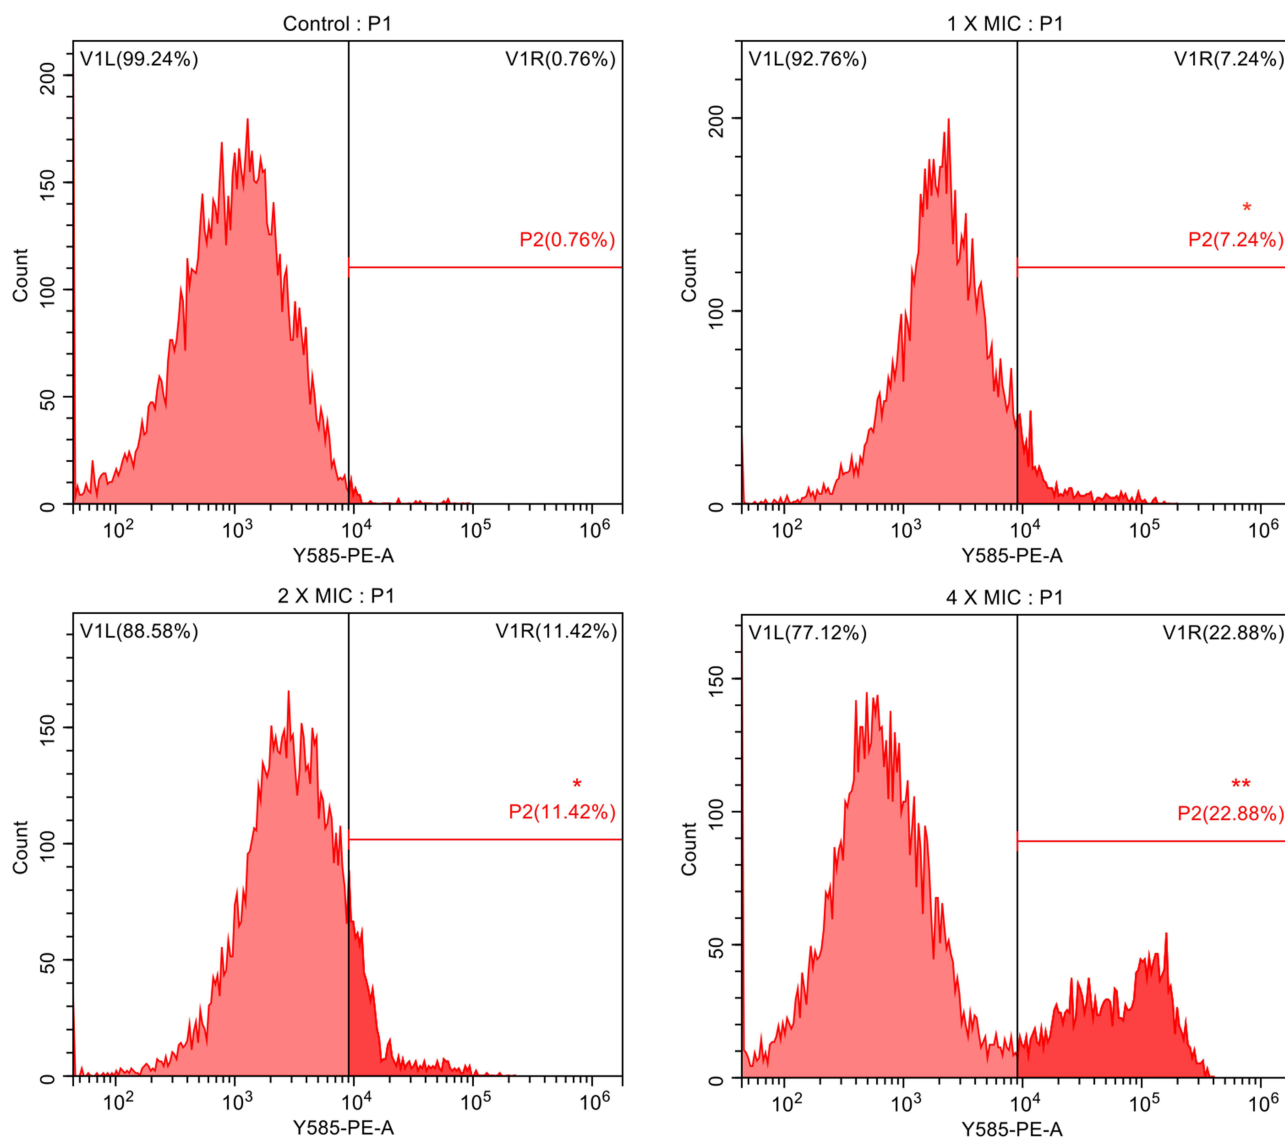 Control : P1
V1L(99.24%) V1R(0.76%)
P2(0.76%)
Count
0 50 100 150 200
10² 10³ 10⁴ 10⁵ 10⁶
Y585-PE-A
1 X MIC : P1
V1L(92.76%) V1R(7.24%)
*
P2(7.24%)
Count
0 100 200
10² 10³ 10⁴ 10⁵ 10⁶
Y585-PE-A
2 X MIC : P1
V1L(88.58%) V1R(11.42%)
*
P2(11.42%)
Count
0 50 100 150
10² 10³ 10⁴ 10⁵ 10⁶
Y585-PE-A
4 X MIC : P1
V1L(77.12%) V1R(22.88%)
**
P2(22.88%)
Count
0 50 100 150
10² 10³ 10⁴ 10⁵ 10⁶
Y585-PE-A